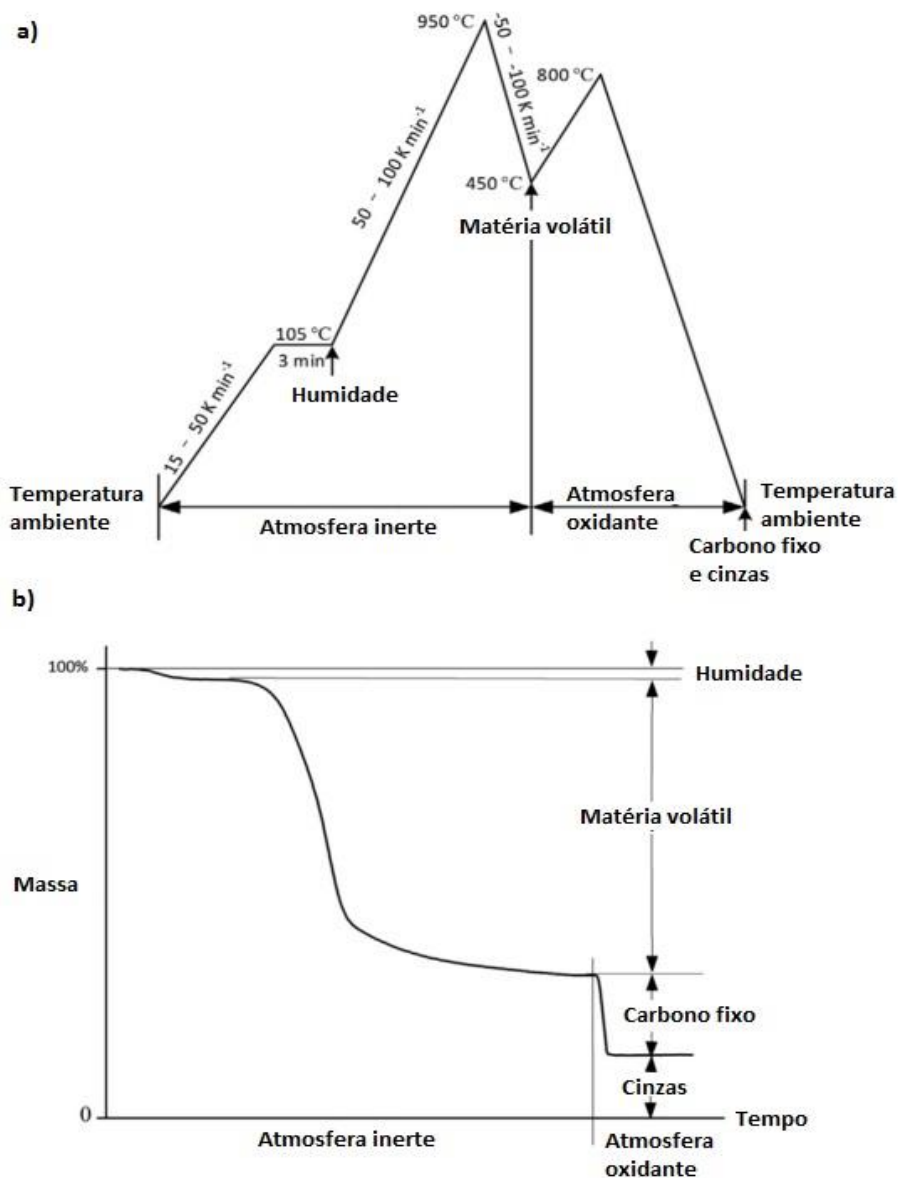 a)
950 °C
-50 - -100 K min⁻¹
800 °C
50 - 100 K min⁻¹
450 °C
Matéria volátil
105 °C
3 min
15 - 50 K min⁻¹
Humidade
Temperatura
ambiente
Atmosfera inerte
Atmosfera
oxidante
Temperatura
ambiente
Carbono fixo
e cinzas
b)
100%
Humidade
Matéria volátil
Massa
Carbono fixo
Cinzas
0
Tempo
Atmosfera inerte
Atmosfera
oxidante